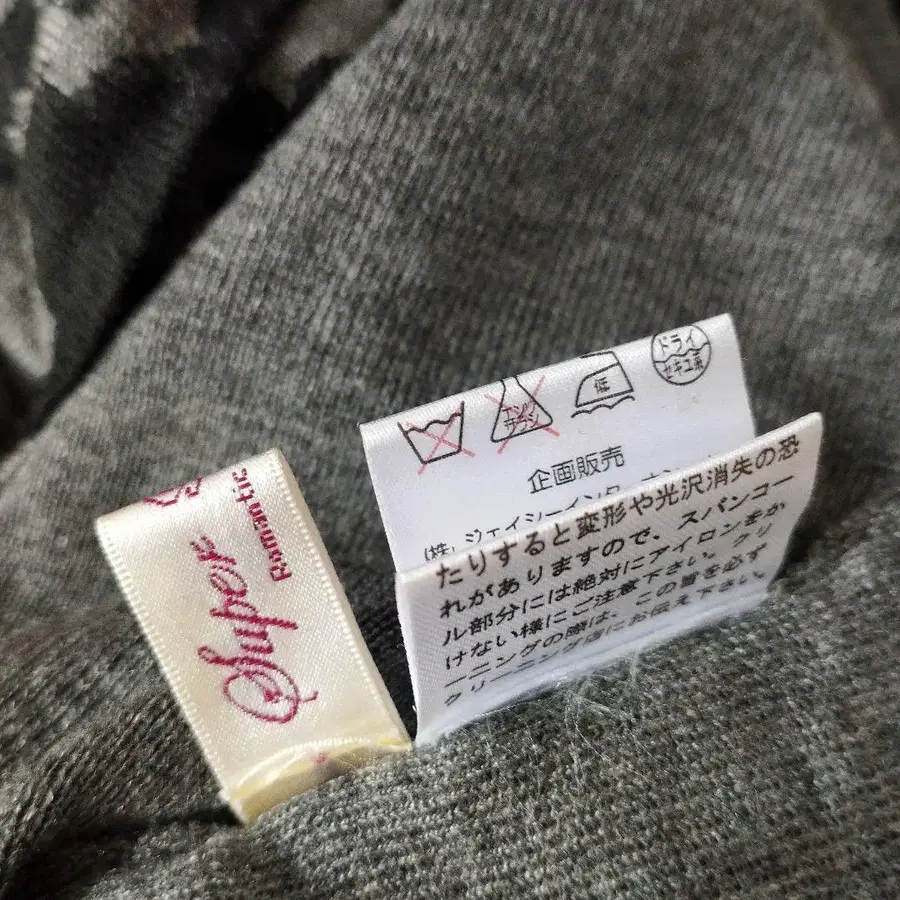 Super
Romantic
エンソ
サラシ
低
ドライ
セキユ系
企画販売
(株)ジェイシーインターナショ
たりすると変形や光沢消失の恐
れがありますので、スパンコー
ル部分には絶対にアイロンをか
けない様にご注意下さい。クリ
ーニングの際は、この旨を必ず
クリーニング店にお伝え下さい。